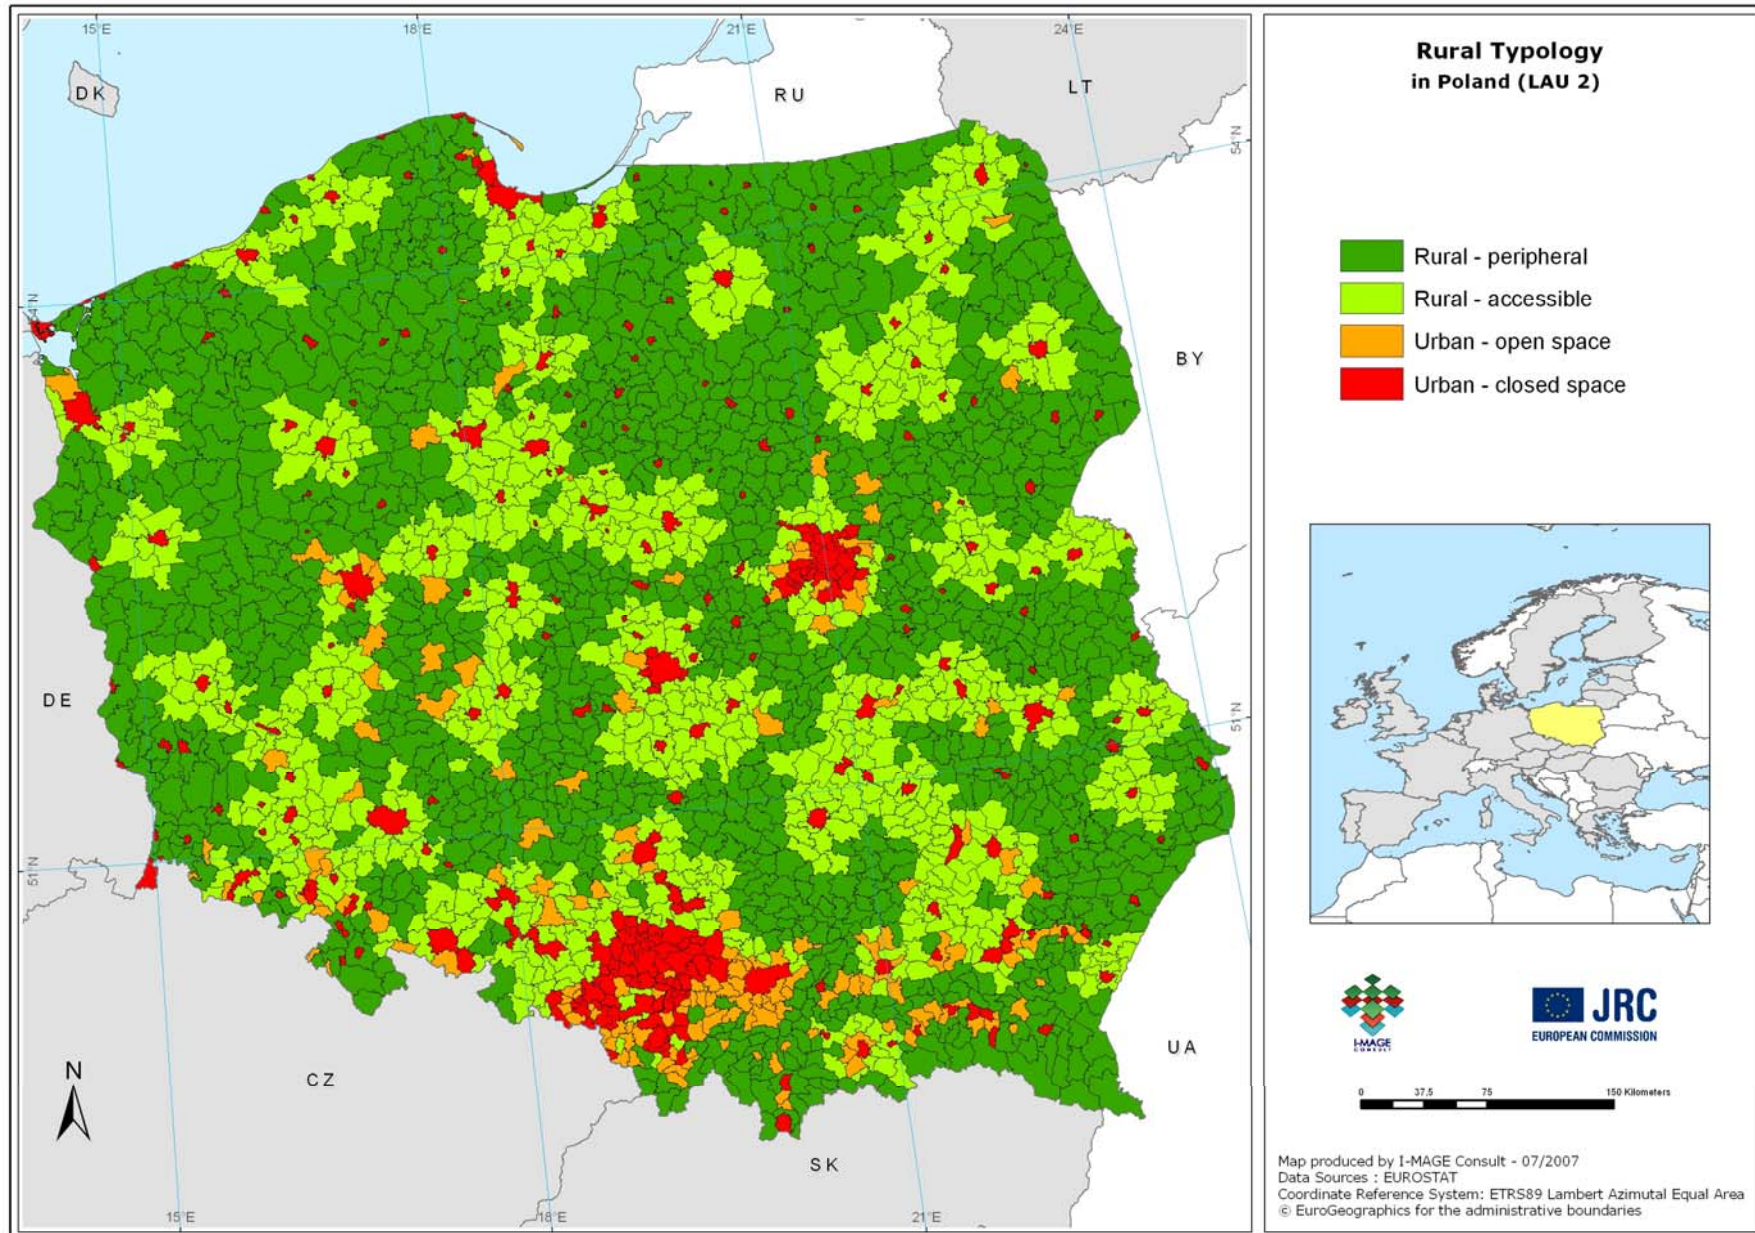 15°E
18°E
21°E
24°E
DK
RU
LT
54°N
54°N
BY
DE
51°N
51°N
CZ
SK
UA
N
15°E
18°E
21°E
Rural Typology
in Poland (LAU 2)
Rural - peripheral
Rural - accessible
Urban - open space
Urban - closed space
I-MAGE
CONSULT
JRC
EUROPEAN COMMISSION
0 37,5 75 150 Kilometers
Map produced by I-MAGE Consult - 07/2007
Data Sources : EUROSTAT
Coordinate Reference System: ETRS89 Lambert Azimutal Equal Area
© EuroGeographics for the administrative boundaries